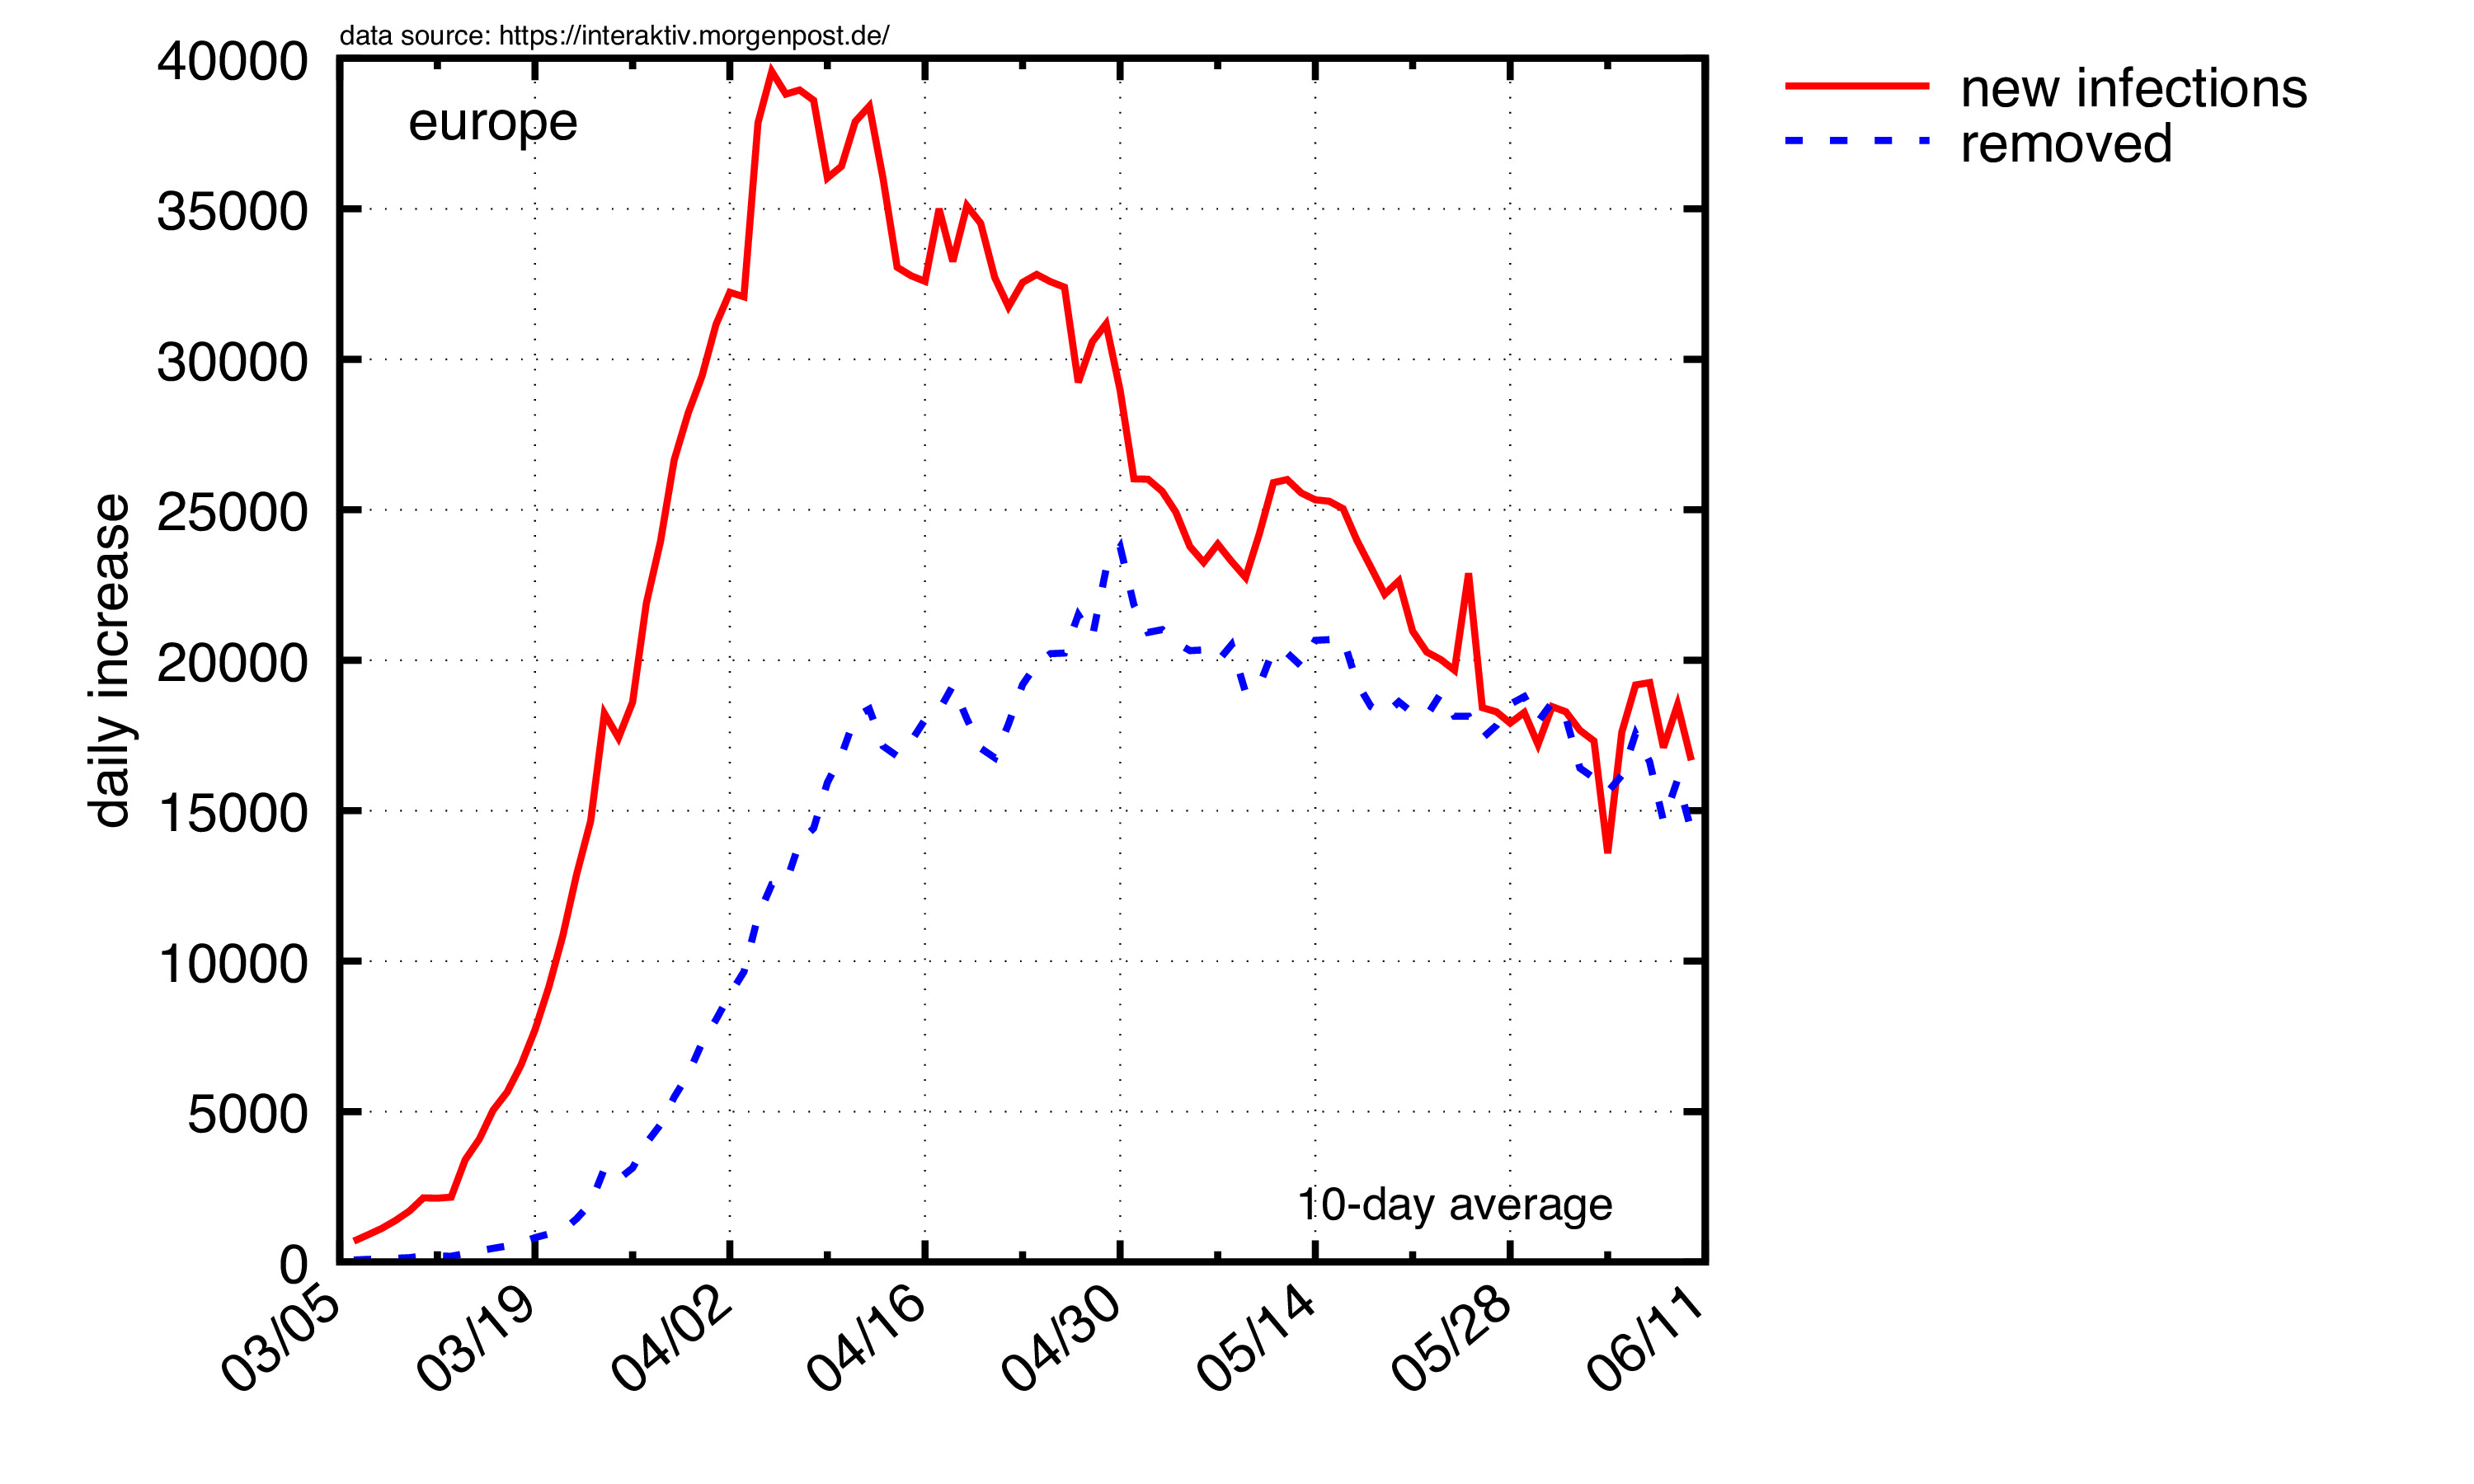 data source: https://interaktiv.morgenpost.de/
40000
35000
30000
25000
20000
15000
10000
5000
0
daily increase
europe
10-day average
03/05
03/19
04/02
04/16
04/30
05/14
05/28
06/11
new infections
removed